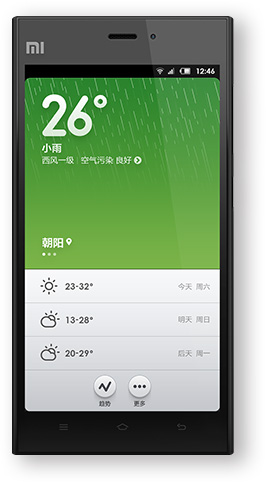 mi
12:46
26°
小雨
西风一级 空气污染 良好
朝阳
23-32° 今天 周六
13-28° 明天 周日
20-29° 后天 周一
趋势 更多